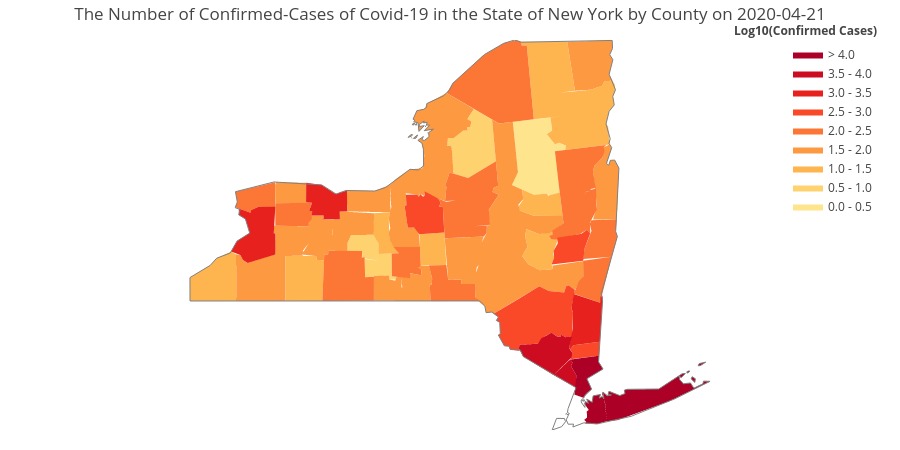 The Number of Confirmed-Cases of Covid-19 in the State of New York by County on 2020-04-21
Log10(Confirmed Cases)
> 4.0
3.5 - 4.0
3.0 - 3.5
2.5 - 3.0
2.0 - 2.5
1.5 - 2.0
1.0 - 1.5
0.5 - 1.0
0.0 - 0.5